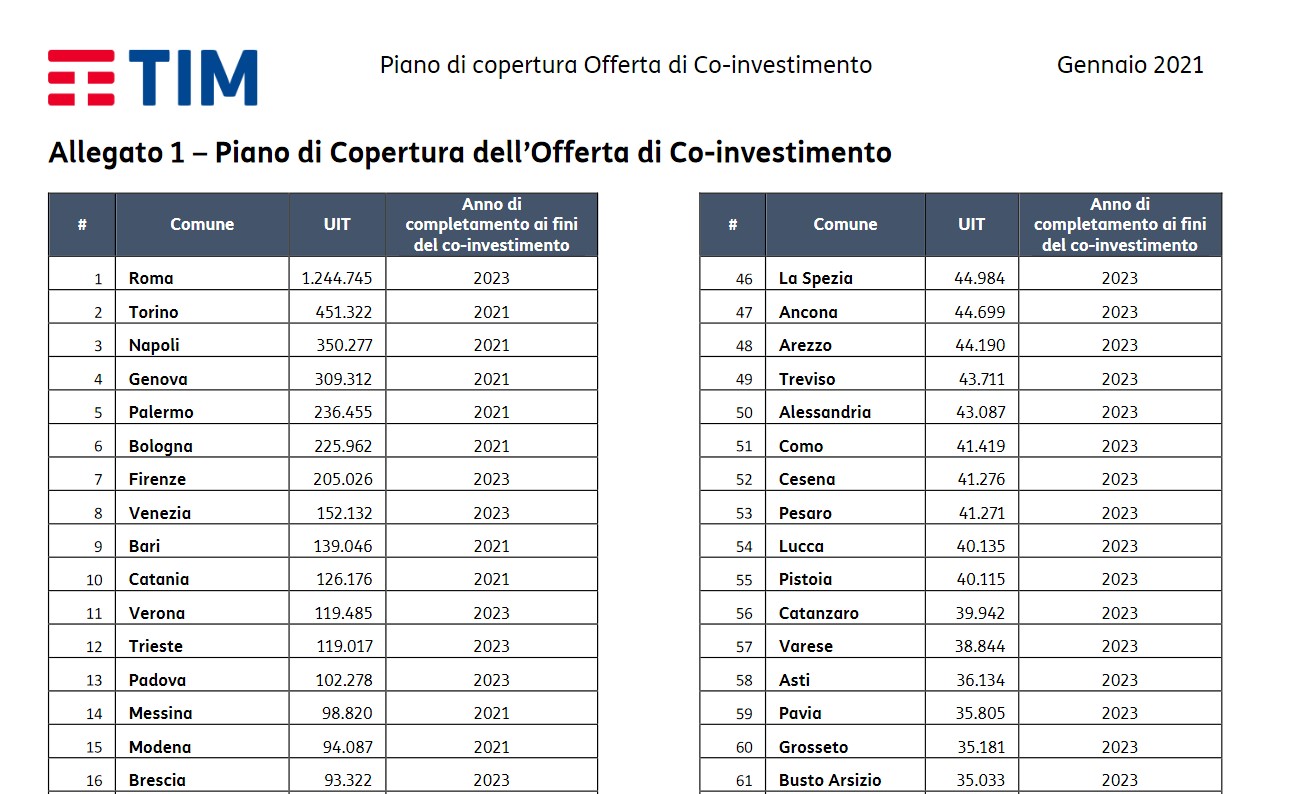 TIM
Piano di copertura Offerta di Co-investimento
Gennaio 2021
Allegato 1 – Piano di Copertura dell’Offerta di Co-investimento
# Comune UIT Anno di completamento ai fini del co-investimento
1 Roma 1.244.745 2023
2 Torino 451.322 2021
3 Napoli 350.277 2021
4 Genova 309.312 2021
5 Palermo 236.455 2021
6 Bologna 225.962 2021
7 Firenze 205.026 2023
8 Venezia 152.132 2023
9 Bari 139.046 2021
10 Catania 126.176 2021
11 Verona 119.485 2023
12 Trieste 119.017 2023
13 Padova 102.278 2023
14 Messina 98.820 2021
15 Modena 94.087 2021
16 Brescia 93.322 2023
# Comune UIT Anno di completamento ai fini del co-investimento
46 La Spezia 44.984 2023
47 Ancona 44.699 2023
48 Arezzo 44.190 2023
49 Treviso 43.711 2023
50 Alessandria 43.087 2023
51 Como 41.419 2023
52 Cesena 41.276 2023
53 Pesaro 41.271 2023
54 Lucca 40.135 2023
55 Pistoia 40.115 2023
56 Catanzaro 39.942 2023
57 Varese 38.844 2023
58 Asti 36.134 2023
59 Pavia 35.805 2023
60 Grosseto 35.181 2023
61 Busto Arsizio 35.033 2023